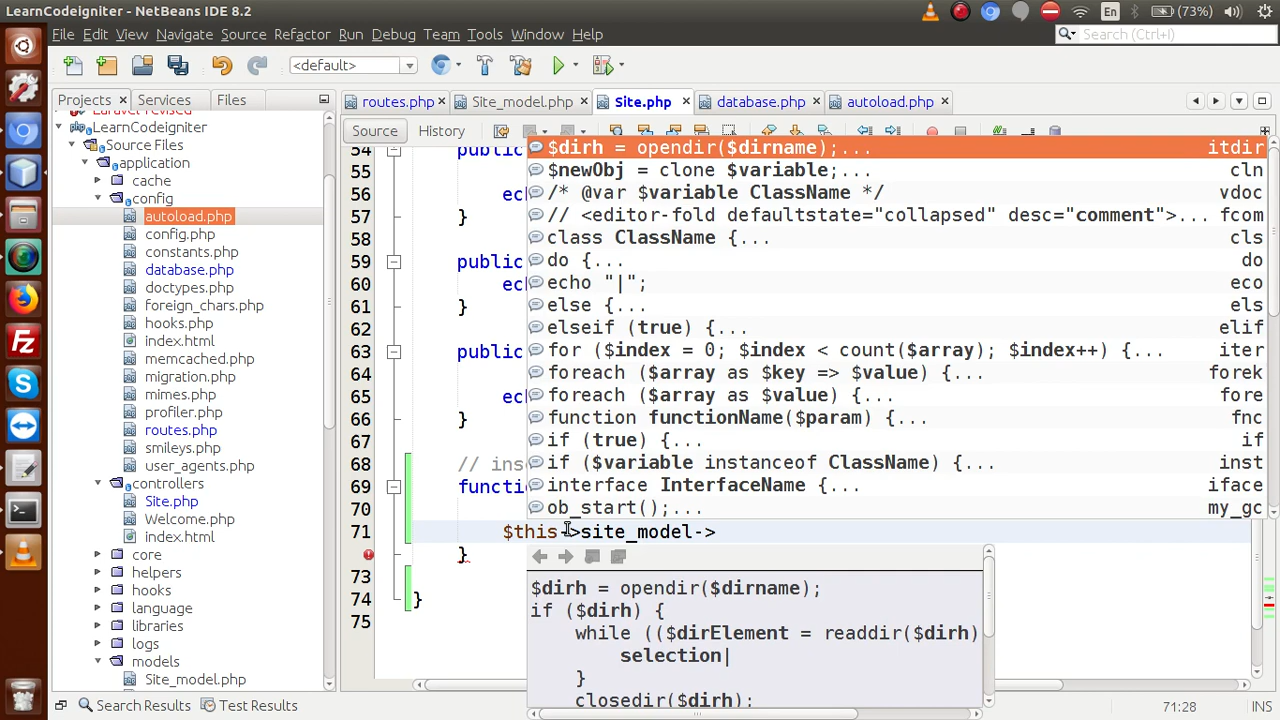 LearnCodeigniter - NetBeans IDE 8.2
En
(73%)
File Edit View Navigate Source Refactor Run Debug Team Tools Window Help
Search (Ctrl+I)
<default>
Projects
Services
Files
routes.php
Site_model.php
Site.php
database.php
autoload.php
Source
History
LearnCodeigniter
Source Files
application
cache
config
autoload.php
config.php
constants.php
database.php
doctypes.php
foreign_chars.php
hooks.php
index.html
memcached.php
migration.php
mimes.php
profiler.php
routes.php
smileys.php
user_agents.php
controllers
Site.php
Welcome.php
index.html
core
helpers
hooks
language
libraries
logs
models
Site_model.php
54 public
55
56 ec
57 }
58
59 public
60 ec
61 }
62
63 public
65 ec
66 }
67
68 // ins
69 functi
70
71 $this->site_model->
}
73
74 }
75
$dirh = opendir($dirname);... itdir
$newObj = clone $variable;... cln
/* @var $variable ClassName */ vdoc
// <editor-fold defaultstate="collapsed" desc="comment">... fcom
class ClassName {... cls
do {... do
echo "|"; eco
else {... els
elseif (true) {... elif
for ($index = 0; $index < count($array); $index++) {... iter
foreach ($array as $key => $value) {... forek
foreach ($array as $value) {... fore
function functionName($param) {... fnc
if (true) {... if
if ($variable instanceof ClassName) {... inst
interface InterfaceName {... iface
ob_start();... my_gc
$dirh = opendir($dirname);
if ($dirh) {
while (($dirElement = readdir($dirh)
selection|
}
closedir($dirh);
Search Results
Test Results
71:28
INS